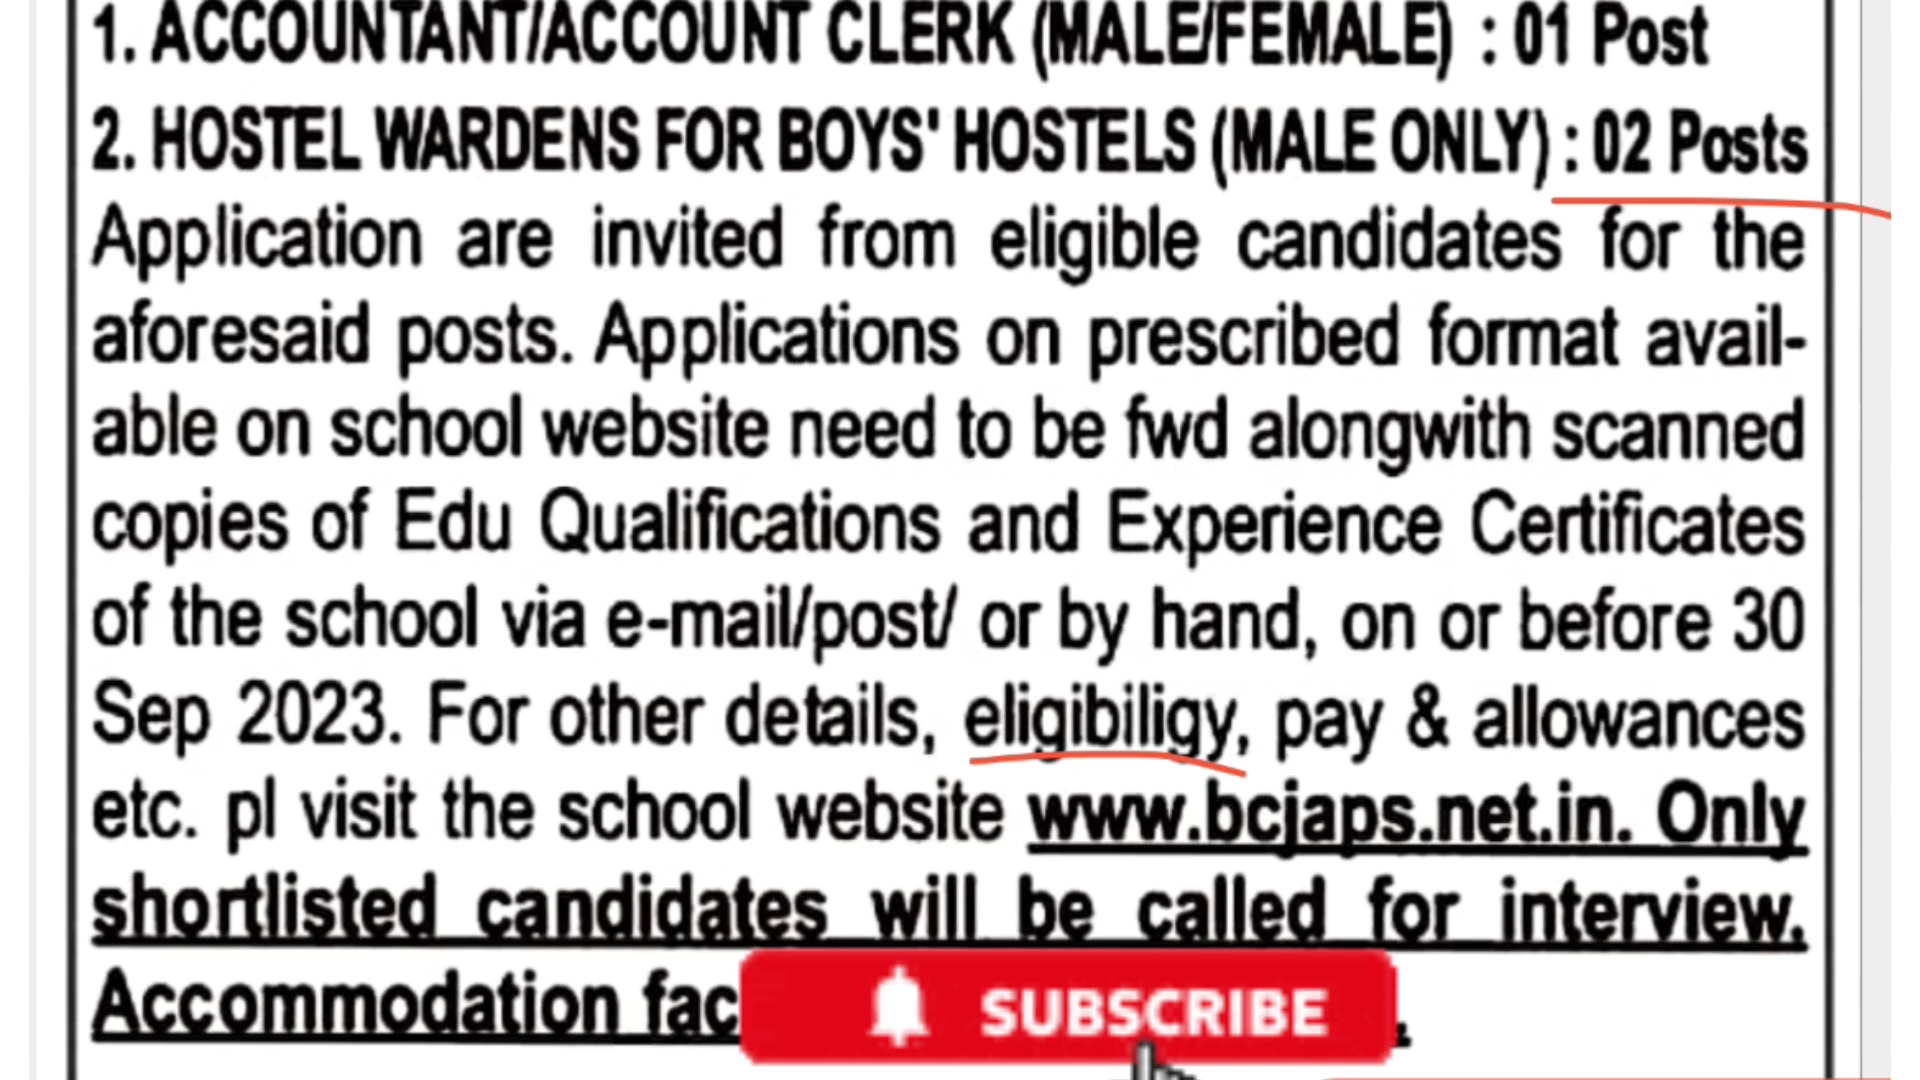 1. ACCOUNTANT/ACCOUNT CLERK (MALE/FEMALE) : 01 Post
2. HOSTEL WARDENS FOR BOYS' HOSTELS (MALE ONLY) : 02 Posts
Application are invited from eligible candidates for the
aforesaid posts. Applications on prescribed format avail-
able on school website need to be fwd alongwith scanned
copies of Edu Qualifications and Experience Certificates
of the school via e-mail/post/ or by hand, on or before 30
Sep 2023. For other details, eligibiligy, pay & allowances
etc. pl visit the school website www.bcjaps.net.in. Only
shortlisted candidates will be called for interview.
Accommodation
SUBSCRIBE